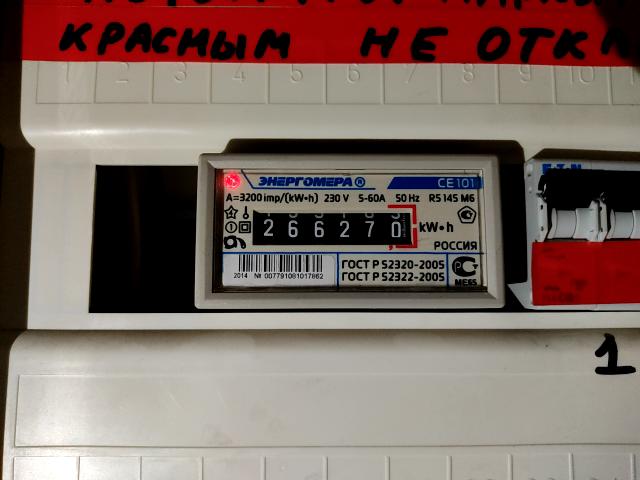 КРАСНЫМ НЕ ОТКЛ
1 2 3 4 5 6 7 8 9 10
ЭНЕРГОМЕРА® CE101
A=3200 imp/(kW•h) 230 V 5-60A 50 Hz R5 145 M6
266270 kW•h
РОССИЯ
ГОСТ Р 52320-2005
ГОСТ Р 52322-2005
2014 № 007791081017862
МЕ65
E·T·N
1